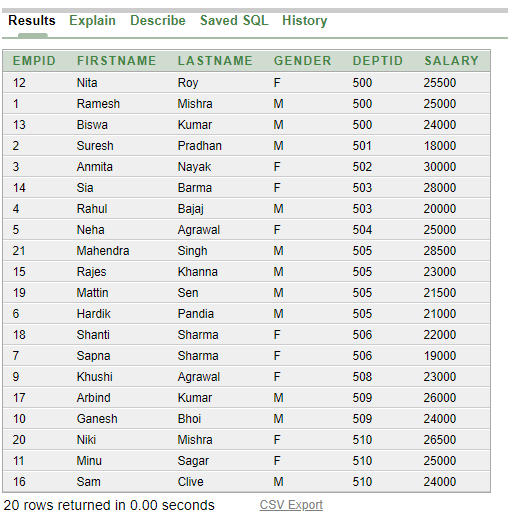 Results Explain Describe Saved SQL History
EMPID FIRSTNAME LASTNAME GENDER DEPTID SALARY
12 Nita Roy F 500 25500
1 Ramesh Mishra M 500 25000
13 Biswa Kumar M 500 24000
2 Suresh Pradhan M 501 18000
3 Anmita Nayak F 502 30000
14 Sia Barma F 503 28000
4 Rahul Bajaj M 503 20000
5 Neha Agrawal F 504 25000
21 Mahendra Singh M 505 28500
15 Rajes Khanna M 505 23000
19 Mattin Sen M 505 21500
6 Hardik Pandia M 505 21000
18 Shanti Sharma F 506 22000
7 Sapna Sharma F 506 19000
9 Khushi Agrawal F 508 23000
17 Arbind Kumar M 509 26000
10 Ganesh Bhoi M 509 24000
20 Niki Mishra F 510 26500
11 Minu Sagar F 510 25000
16 Sam Clive M 510 24000
20 rows returned in 0.00 seconds CSV Export